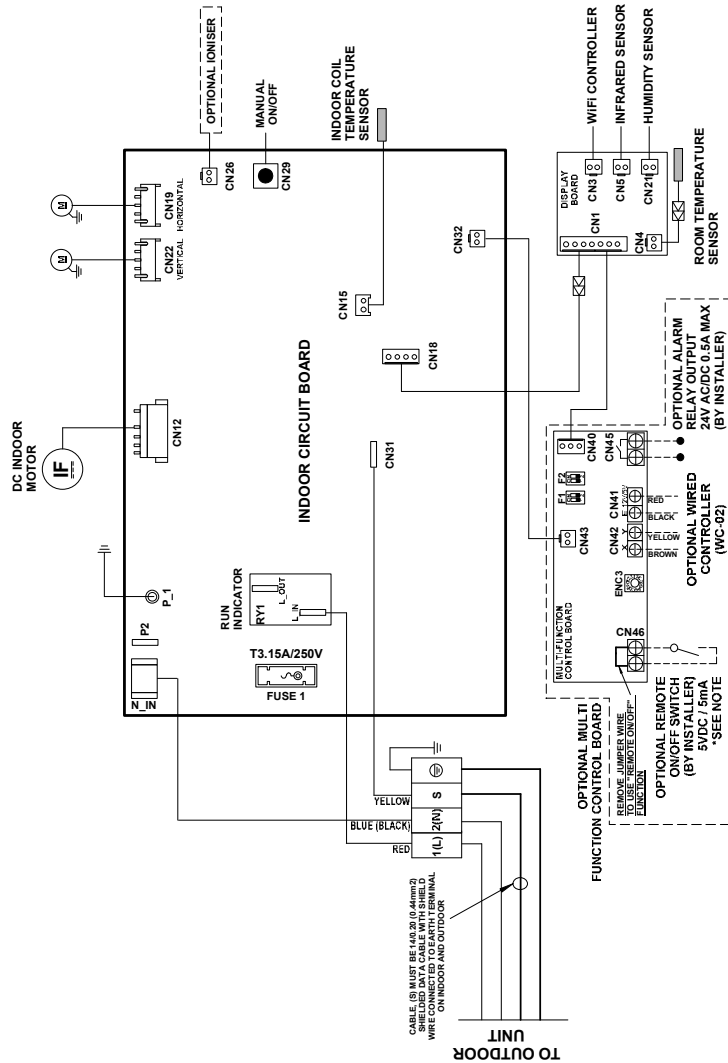 DC INDOOR
MOTOR
IF
M
M
OPTIONAL IONISER
MANUAL
ON/OFF
INDOOR COIL
TEMPERATURE
SENSOR
P_1
P2
N_IN
CN12
CN22
VERTICAL
CN19
HORIZONTAL
CN26
CN29
RUN
INDICATOR
RY1
L_OUT
L_IN
T3.15A/250V
FUSE 1
INDOOR CIRCUIT BOARD
CN31
CN18
CN15
CN32
YELLOW
BLUE (BLACK)
RED
1(L)
2(N)
S
CABLE, (S) MUST BE 14/0.20 (0.44mm2)
SHIELDED DATA CABLE WITH SHIELD
WIRE CONNECTED TO EARTH TERMINAL
ON INDOOR AND OUTDOOR
TO OUTDOOR
UNIT
DISPLAY
BOARD
CN1
CN3
CN5
CN21
CN4
WiFi CONTROLLER
INFRARED SENSOR
HUMIDITY SENSOR
ROOM TEMPERATURE
SENSOR
OPTIONAL MULTI
FUNCTION CONTROL BOARD
MULTI-FUNCTION
CONTROL BOARD
CN46
ENC3
CN43
F1
F2
CN40
CN42
X
Y
CN41
E
12V/5V
CN45
BROWN
YELLOW
BLACK
RED
REMOVE JUMPER WIRE
TO USE "REMOTE ON/OFF"
FUNCTION
OPTIONAL REMOTE
ON/OFF SWITCH
(BY INSTALLER)
5VDC / 5mA
*SEE NOTE
OPTIONAL WIRED
CONTROLLER
(WC-02)
OPTIONAL ALARM
RELAY OUTPUT
24V AC/DC 0.5A MAX
(BY INSTALLER)